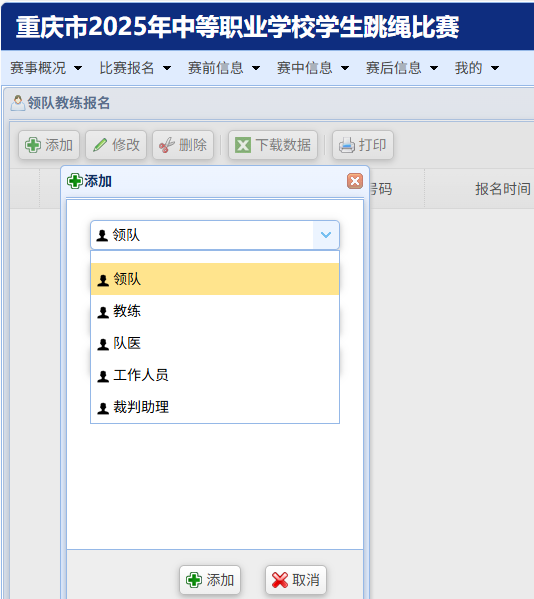 重庆市2025年中等职业学校学生跳绳比赛
赛事概况 比赛报名 赛前信息 赛中信息 赛后信息 我的
领队教练报名
添加 修改 删除 下载数据 打印
号码 报名时间
添加
领队
领队
教练
队医
工作人员
裁判助理
添加 取消